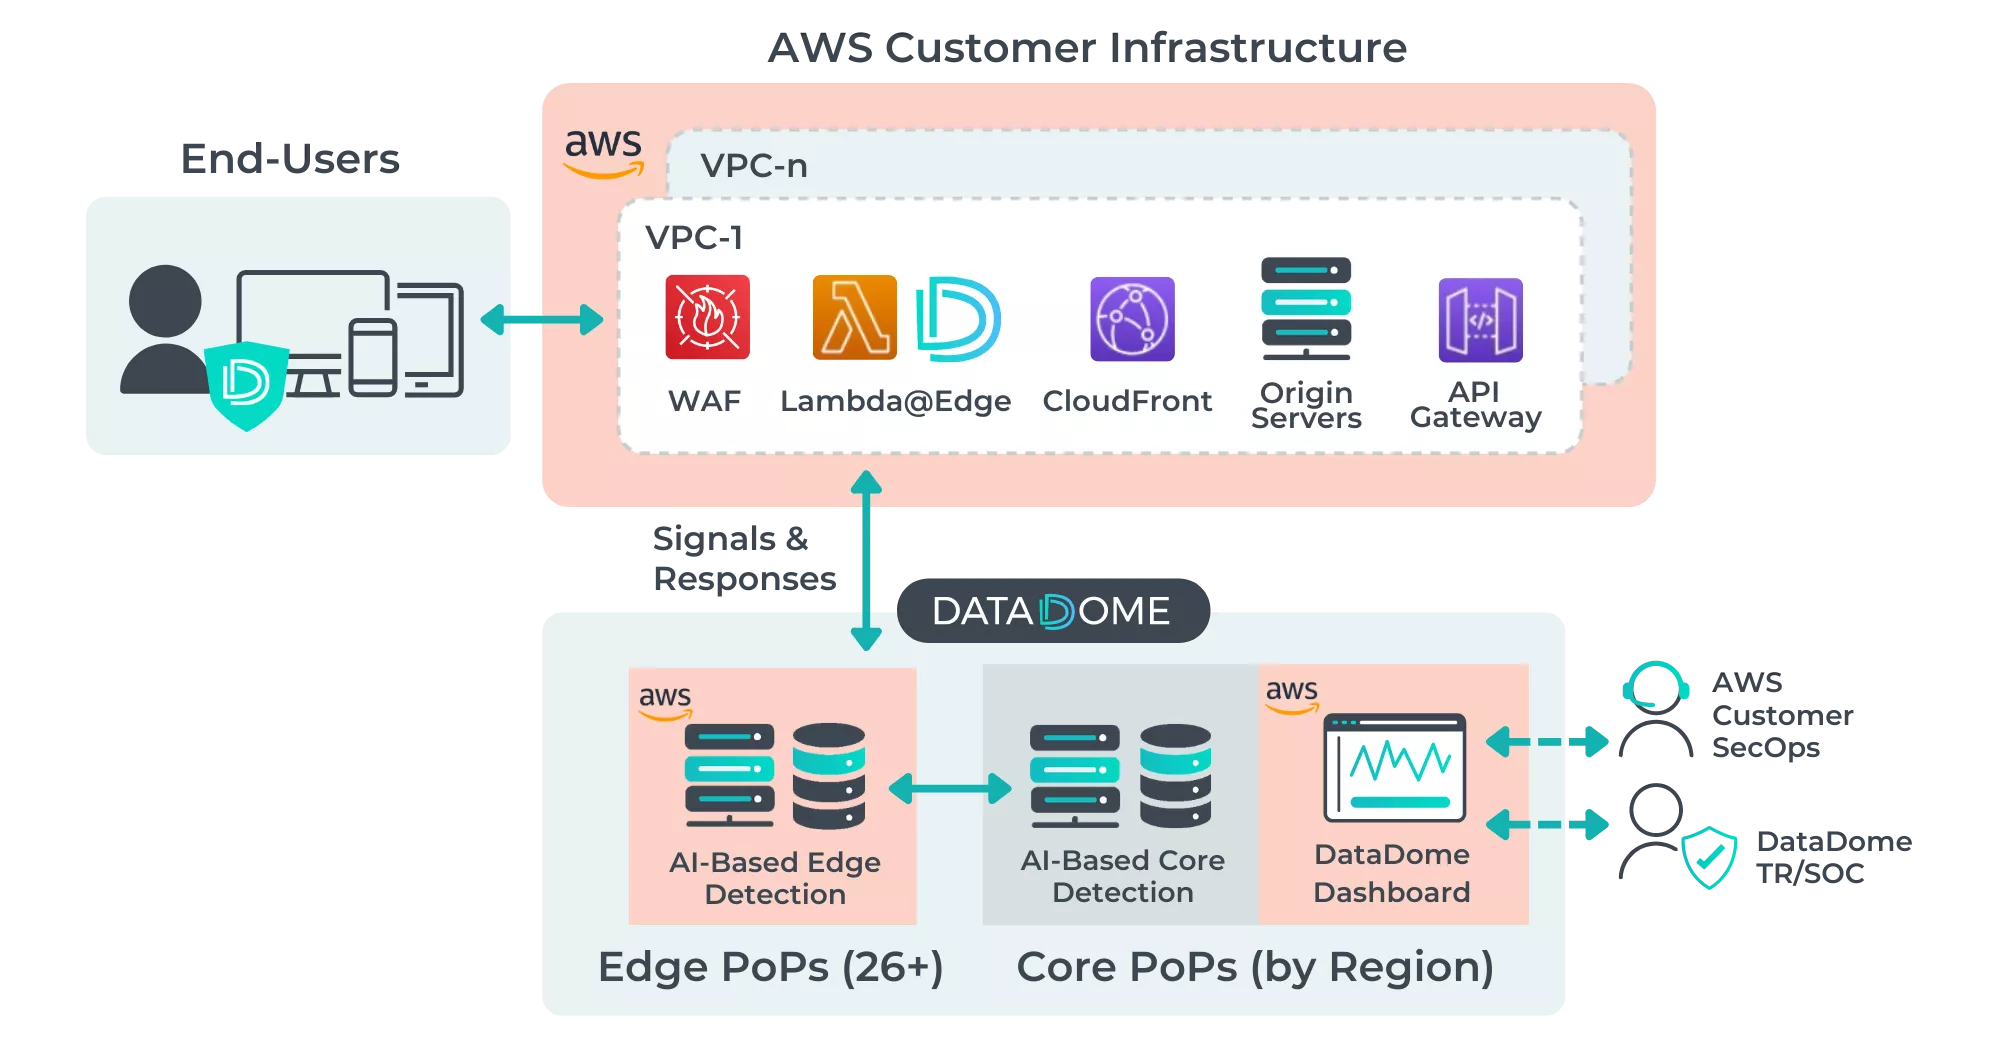 AWS Customer Infrastructure
End-Users
aws
VPC-n
VPC-1
WAF
Lambda@Edge
CloudFront
Origin
Servers
API
Gateway
Signals &
Responses
DATADOME
aws
AI-Based Edge
Detection
AI-Based Core
Detection
aws
DataDome
Dashboard
Edge PoPs (26+)
Core PoPs (by Region)
AWS
Customer
SecOps
DataDome
TR/SOC